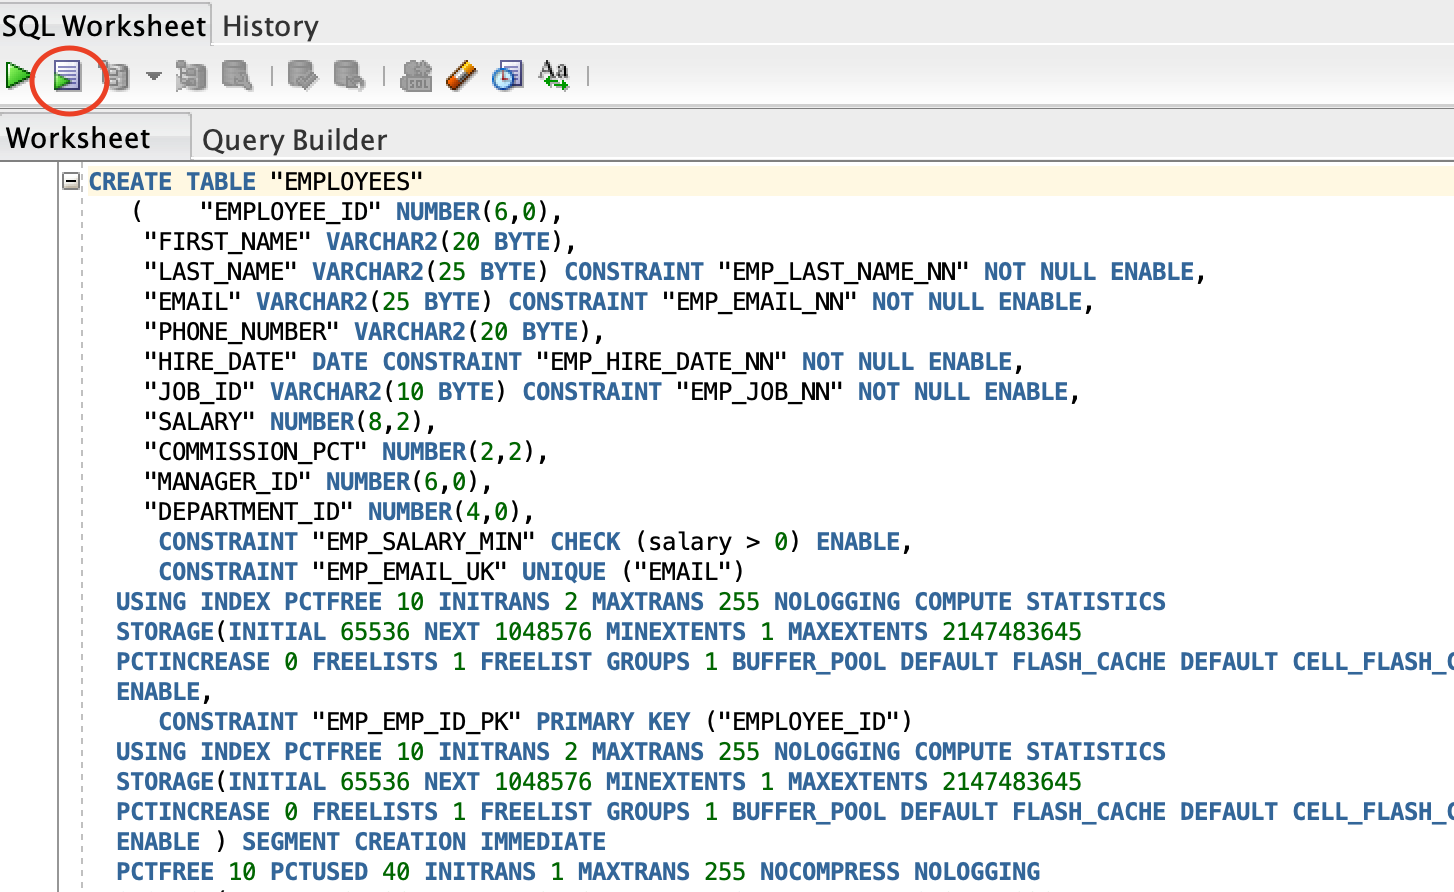 SQL Worksheet History
Worksheet Query Builder
CREATE TABLE "EMPLOYEES"
( "EMPLOYEE_ID" NUMBER(6,0),
"FIRST_NAME" VARCHAR2(20 BYTE),
"LAST_NAME" VARCHAR2(25 BYTE) CONSTRAINT "EMP_LAST_NAME_NN" NOT NULL ENABLE,
"EMAIL" VARCHAR2(25 BYTE) CONSTRAINT "EMP_EMAIL_NN" NOT NULL ENABLE,
"PHONE_NUMBER" VARCHAR2(20 BYTE),
"HIRE_DATE" DATE CONSTRAINT "EMP_HIRE_DATE_NN" NOT NULL ENABLE,
"JOB_ID" VARCHAR2(10 BYTE) CONSTRAINT "EMP_JOB_NN" NOT NULL ENABLE,
"SALARY" NUMBER(8,2),
"COMMISSION_PCT" NUMBER(2,2),
"MANAGER_ID" NUMBER(6,0),
"DEPARTMENT_ID" NUMBER(4,0),
CONSTRAINT "EMP_SALARY_MIN" CHECK (salary > 0) ENABLE,
CONSTRAINT "EMP_EMAIL_UK" UNIQUE ("EMAIL")
USING INDEX PCTFREE 10 INITRANS 2 MAXTRANS 255 NOLOGGING COMPUTE STATISTICS
STORAGE(INITIAL 65536 NEXT 1048576 MINEXTENTS 1 MAXEXTENTS 2147483645
PCTINCREASE 0 FREELISTS 1 FREELIST GROUPS 1 BUFFER_POOL DEFAULT FLASH_CACHE DEFAULT
ENABLE,
CONSTRAINT "EMP_EMP_ID_PK" PRIMARY KEY ("EMPLOYEE_ID")
USING INDEX PCTFREE 10 INITRANS 2 MAXTRANS 255 NOLOGGING COMPUTE STATISTICS
STORAGE(INITIAL 65536 NEXT 1048576 MINEXTENTS 1 MAXEXTENTS 2147483645
PCTINCREASE 0 FREELISTS 1 FREELIST GROUPS 1 BUFFER_POOL DEFAULT FLASH_CACHE DEFAULT
ENABLE ) SEGMENT CREATION IMMEDIATE
PCTFREE 10 PCTUSED 40 INITRANS 1 MAXTRANS 255 NOCOMPRESS NOLOGGING